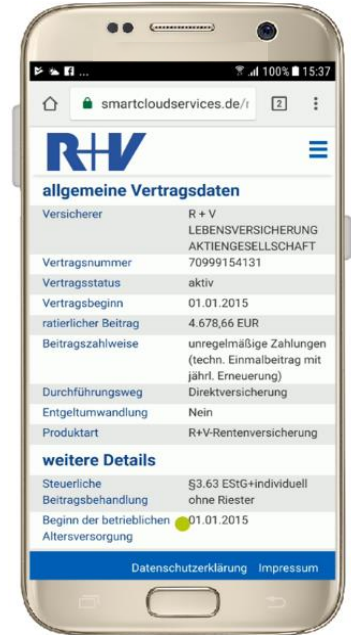 ... 100% 15:37
smartcloudservices.de/r 2
R+V
allgemeine Vertragsdaten
Versicherer R + V
LEBENSVERSICHERUNG
AKTIENGESELLSCHAFT
Vertragsnummer 70999154131
Vertragsstatus aktiv
Vertragsbeginn 01.01.2015
ratierlicher Beitrag 4.678,66 EUR
Beitragszahlweise unregelmäßige Zahlungen
(techn. Einmalbeitrag mit
jährl. Erneuerung)
Durchführungsweg Direktversicherung
Entgeltumwandlung Nein
Produktart R+V-Rentenversicherung
weitere Details
Steuerliche §3.63 EStG+individuell
Beitragsbehandlung ohne Riester
Beginn der betrieblichen 01.01.2015
Altersversorgung
Datenschutzerklärung Impressum